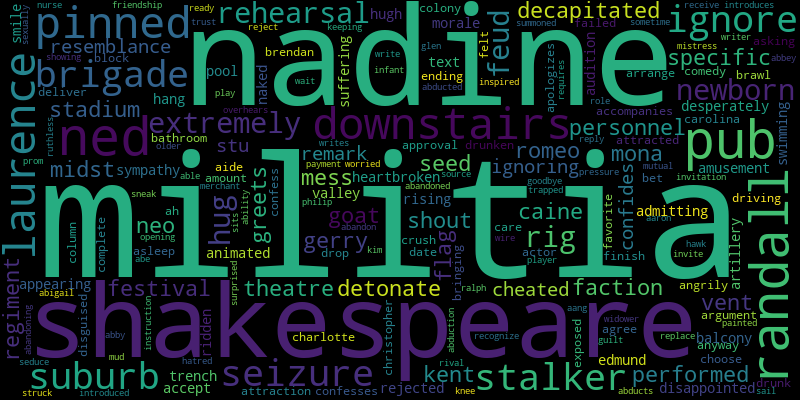 nurse friendship ready hugh colony decapitated receive introduces
smile pinned rehearsal trust reject morale keeping summoned sometime ignore
sexually nadine feud failed glen writer asking
resemblance block brendan felt text write mistress abbey
brigade naked suffering ending infant abducted audition specific comedy brawl
deliver pool play wait inspired apologizes requires role arrange newborn
stadium hang overhears personnel desperately
laurence ned extremely downstairs accompanies carolina pub swimming
bathroom drunken romeo reply attracted
midst sympathy older stu remark approval ignoring mona mutual amusement
prom able aide payment worried seed bet invitation
ruthless sneak amount mess heartbroken abandoned source goodbye trapped pressure confides driving
merchant hug sits ability greets confess writes valley rising caine admitting
column neo ah philip goat abandon shout care favorite aaron hawk
complete opening gerry crush wire rig invite
militia flag date actor finish randall
regiment asleep abe animated drop kim bringing player artillery
appearing surprised ralph cheated faction angrily
abigail festival theatre detonate vent
shakespeare
disguised instruction ridden charlotte christopher abduction aang exposed replace argument painted
abandoning abby recognize widower agree balcony
mud hatred guilt anyway
suburb trench seizure kent stalker edmund choose
seduce accept rival performed disappointed drunk
struck introduced attraction confesses rejected knee abducts sail